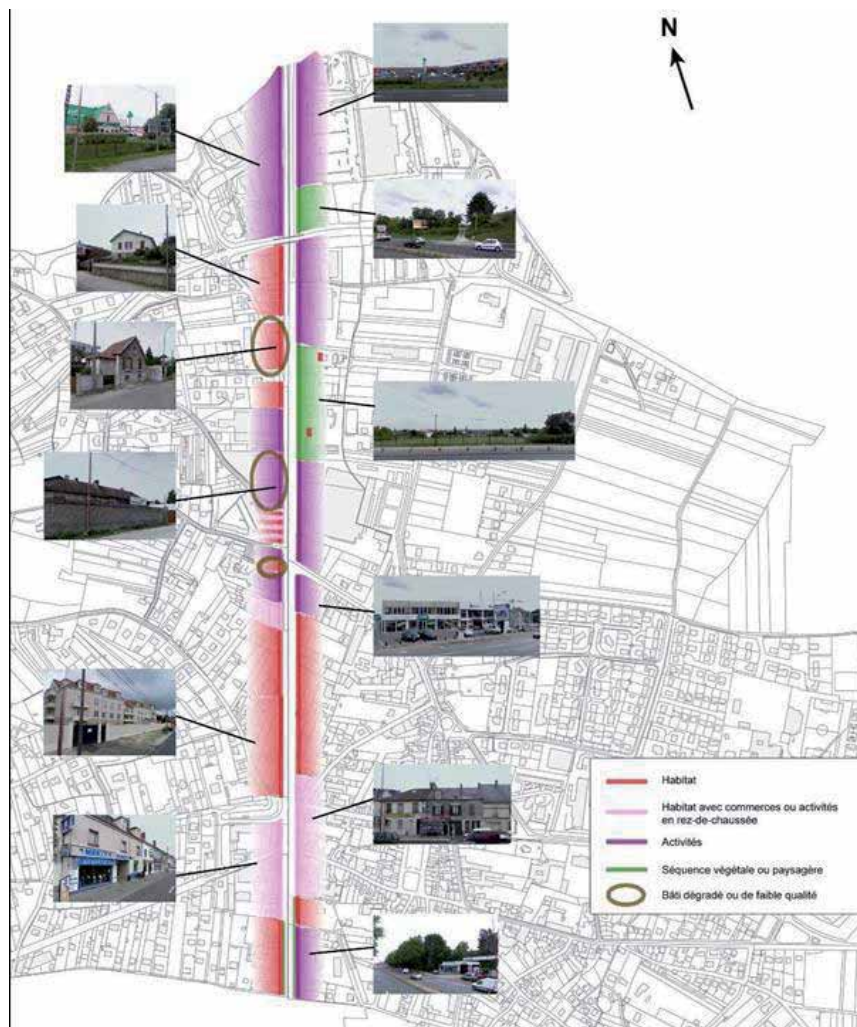 N
Habitat
Habitat avec commerces ou activités
en rez-de-chaussée
Activités
Séquence végétale ou paysagère
Bâti dégradé ou de faible qualité